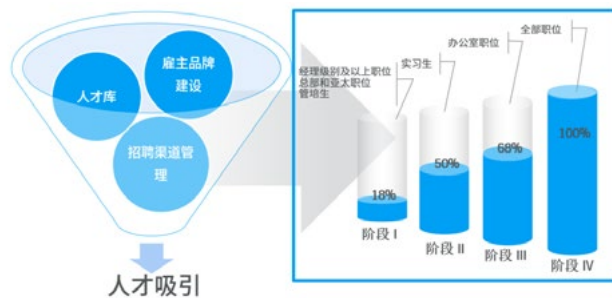 人才库
雇主品牌
建设
招聘渠道管
理
人才吸引
经理级别及以上职位
总部和亚太职位
管培生
实习生
办公室职位
全部职位
18%
50%
68%
100%
阶段 I
阶段 II
阶段 III
阶段 IV